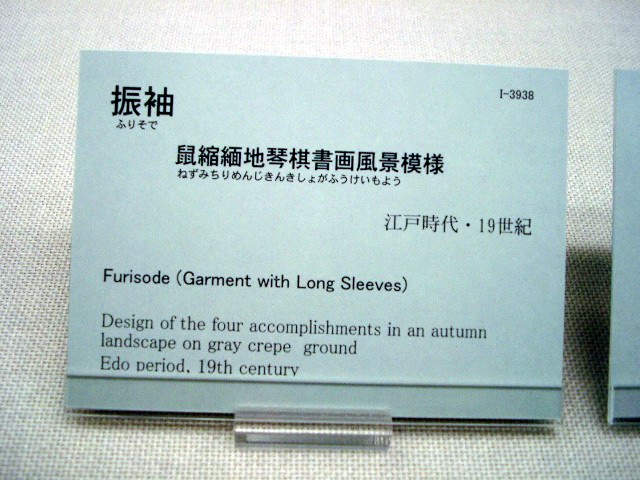 振袖
ふりそで
I-3938
鼠縮緬地琴棋書画風景模様
ねずみちりめんじきんきしょがふうけいもよう
江戸時代・19世紀
Furisode (Garment with Long Sleeves)
Design of the four accomplishments in an autumn
landscape on gray crepe ground
Edo period, 19th century